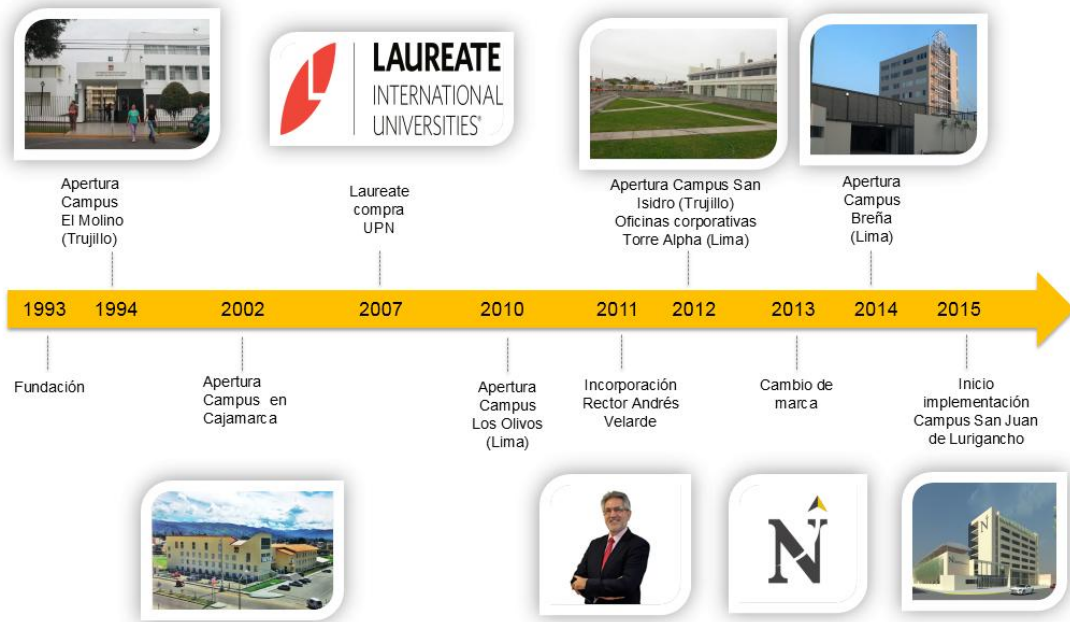 LAUREATE
INTERNATIONAL
UNIVERSITIES®
Apertura
Campus
El Molino
(Trujillo)
Laureate
compra
UPN
Apertura Campus San
Isidro (Trujillo)
Oficinas corporativas
Torre Alpha (Lima)
Apertura
Campus
Breña
(Lima)
1993 1994 2002 2007 2010 2011 2012 2013 2014 2015
Fundación
Apertura
Campus en
Cajamarca
Apertura
Campus
Los Olivos
(Lima)
Incorporación
Rector Andrés
Velarde
Cambio de
marca
Inicio
implementación
Campus San Juan
de Lurigancho
N
N